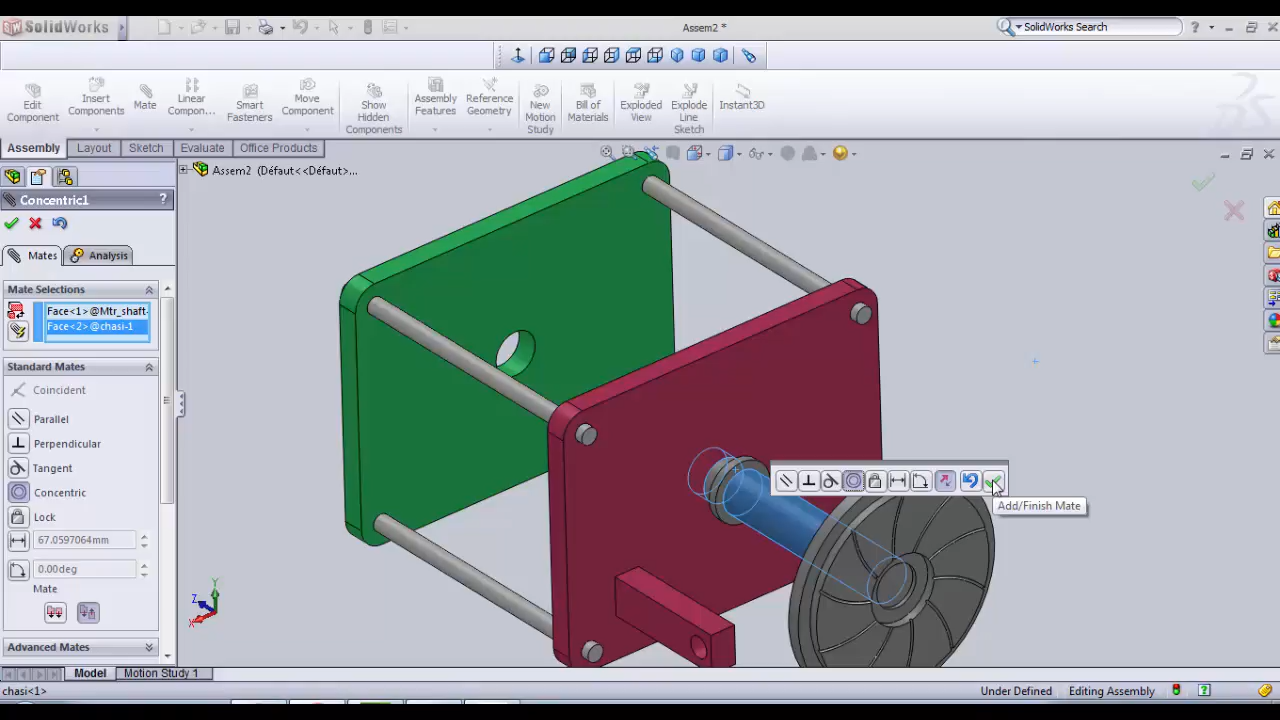 SolidWorks
Assem2 *
SolidWorks Search
Edit Component
Insert Components
Mate
Linear Compon...
Smart Fasteners
Move Component
Show Hidden Components
Assembly Features
Reference Geometry
New Motion Study
Bill of Materials
Exploded View
Explode Line Sketch
Instant3D
Assembly
Layout
Sketch
Evaluate
Office Products
Assem2 (Défaut<<Défaut>...
Concentric1
?
Mates
Analysis
Mate Selections
Face<1>@Mtr_shaft-
Face<2>@chasi-1
Standard Mates
Coincident
Parallel
Perpendicular
Tangent
Concentric
Lock
67.0597064mm
0.00deg
Mate
Advanced Mates
Add/Finish Mate
Y
Z
X
Model
Motion Study 1
chasi<1>
Under Defined
Editing Assembly